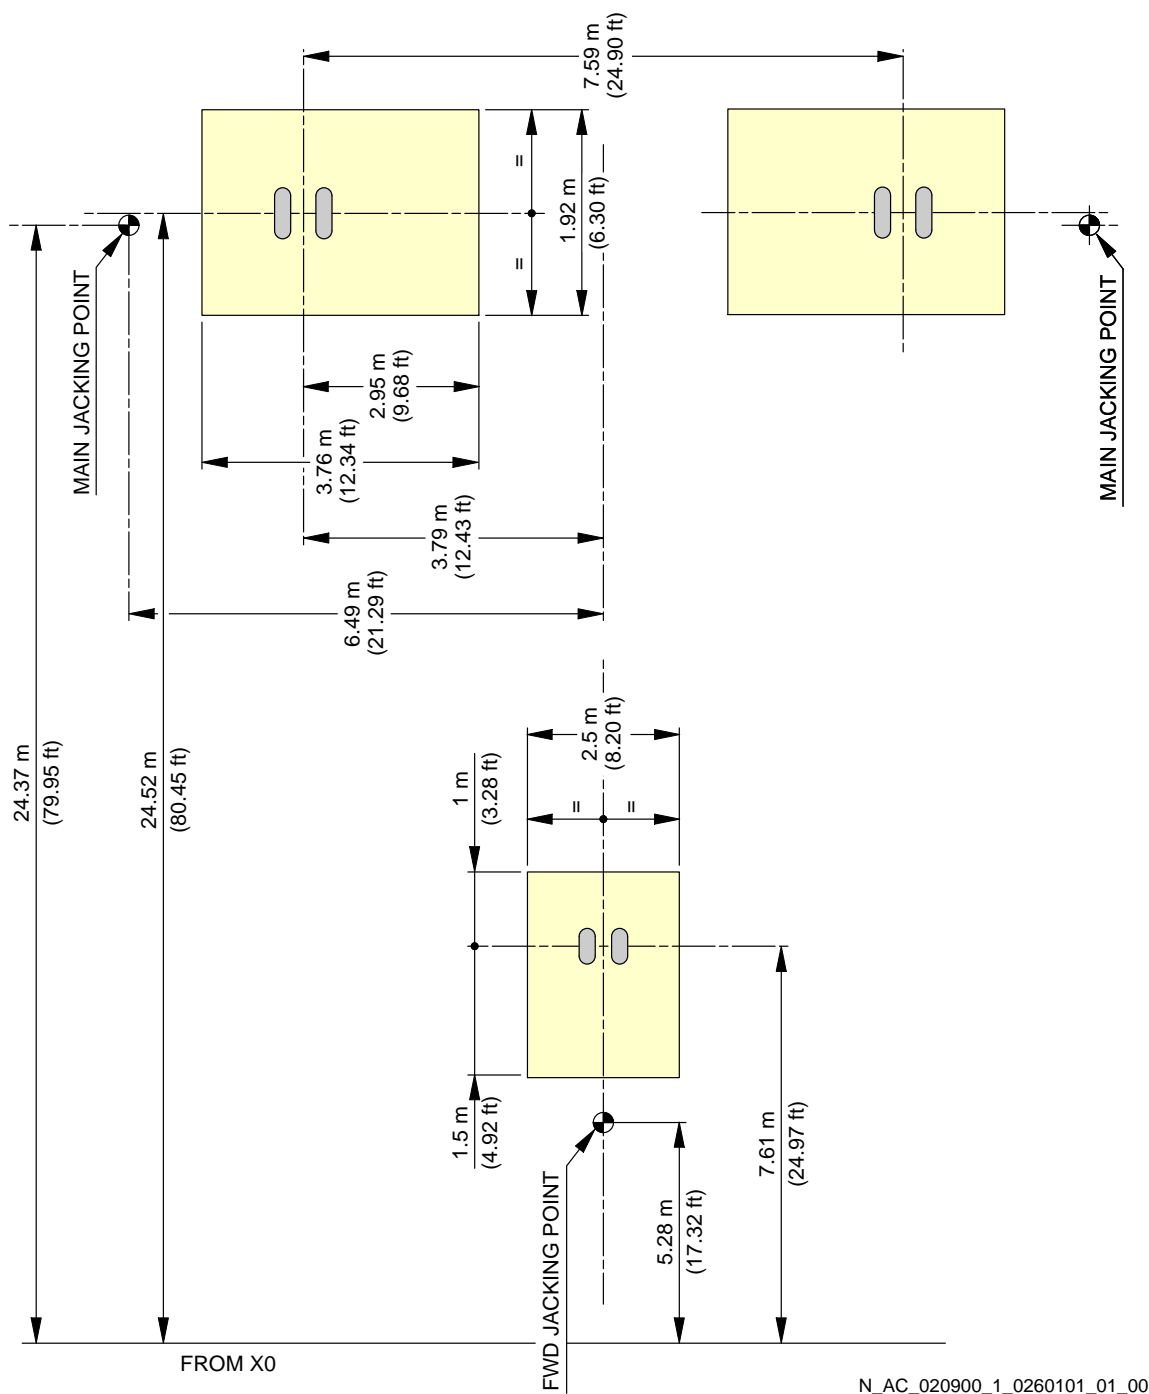 7.59 m
(24.90 ft)
=
=
1.92 m
(6.30 ft)
MAIN JACKING POINT
MAIN JACKING POINT
2.95 m
(9.68 ft)
3.76 m
(12.34 ft)
3.79 m
(12.43 ft)
6.49 m
(21.29 ft)
24.37 m
(79.95 ft)
24.52 m
(80.45 ft)
2.5 m
(8.20 ft)
=
=
1 m
(3.28 ft)
1.5 m
(4.92 ft)
FWD JACKING POINT
5.28 m
(17.32 ft)
7.61 m
(24.97 ft)
FROM X0
N_AC_020900_1_0260101_01_00